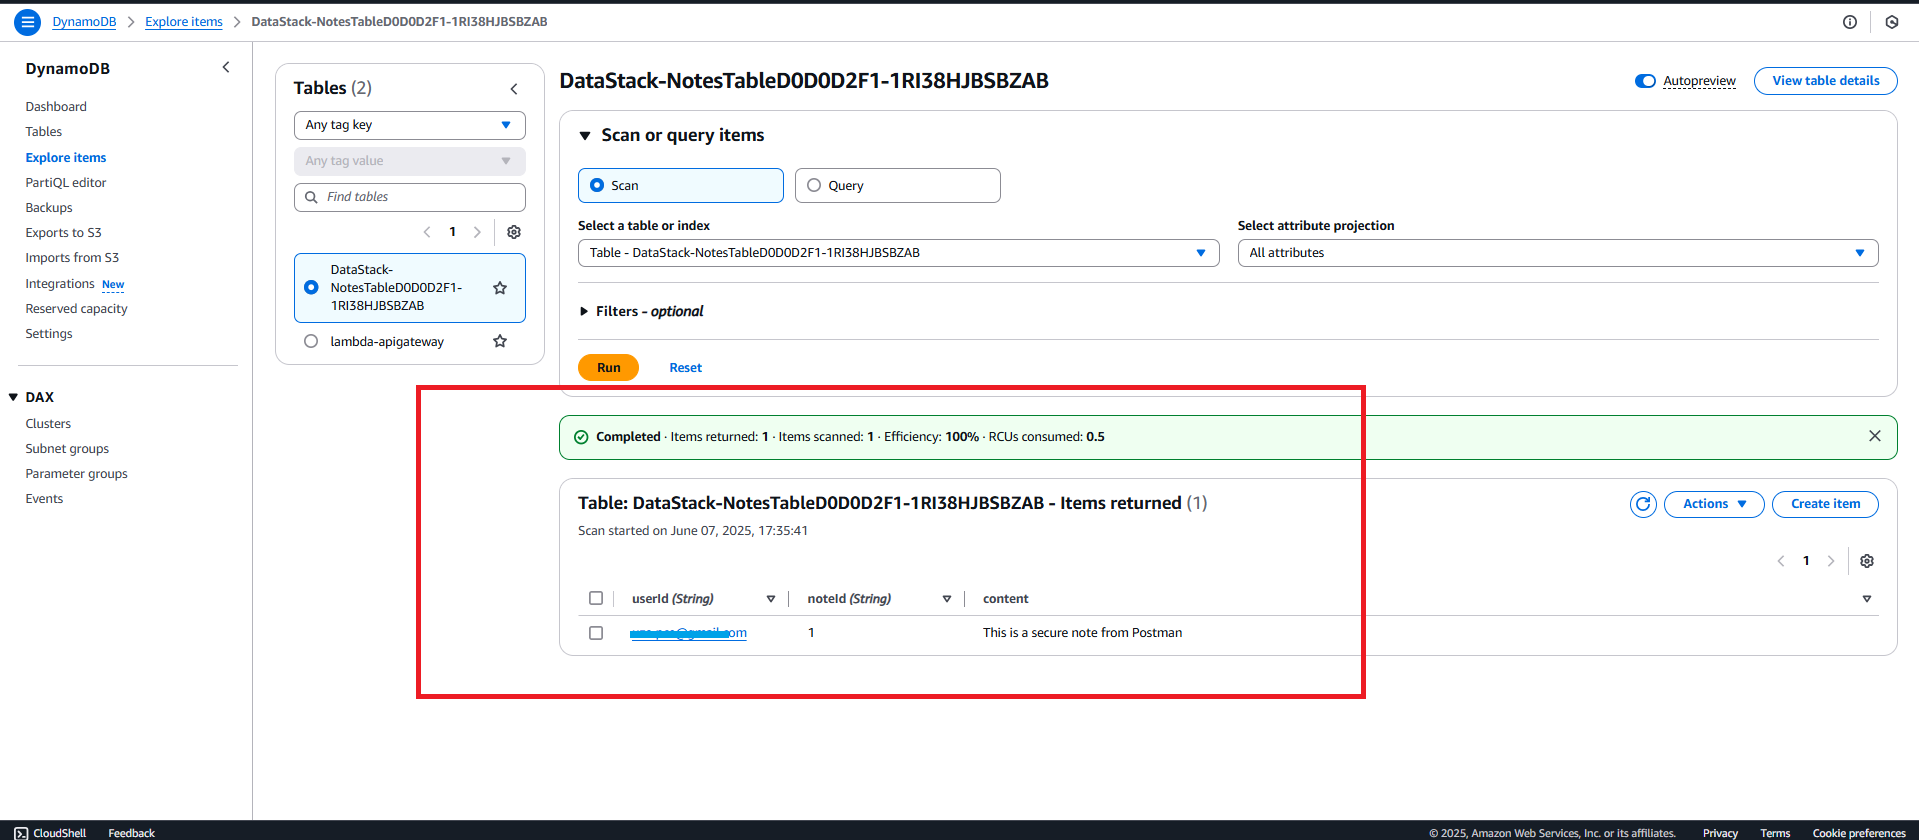 DynamoDB > Explore items > DataStack-NotesTableD0D0D2F1-1RI38HJBSBZAB
DynamoDB
Dashboard
Tables
Explore items
PartiQL editor
Backups
Exports to S3
Imports from S3
Integrations New
Reserved capacity
Settings
DAX
Clusters
Subnet groups
Parameter groups
Events
Tables (2)
Any tag key
Any tag value
Find tables
1
DataStack-
NotesTableD0D0D2F1-
1RI38HJBSBZAB
lambda-apigateway
DataStack-NotesTableD0D0D2F1-1RI38HJBSBZAB
Autopreview
View table details
Scan or query items
Scan Query
Select a table or index
Table - DataStack-NotesTableD0D0D2F1-1RI38HJBSBZAB
Select attribute projection
All attributes
Filters - optional
Run Reset
Completed · Items returned: 1 · Items scanned: 1 · Efficiency: 100% · RCUs consumed: 0.5
Table: DataStack-NotesTableD0D0D2F1-1RI38HJBSBZAB - Items returned (1)
Scan started on June 07, 2025, 17:35:41
Actions Create item
1
userId (String) noteId (String) content
1 This is a secure note from Postman
CloudShell Feedback © 2025, Amazon Web Services, Inc. or its affiliates. Privacy Terms Cookie preferences